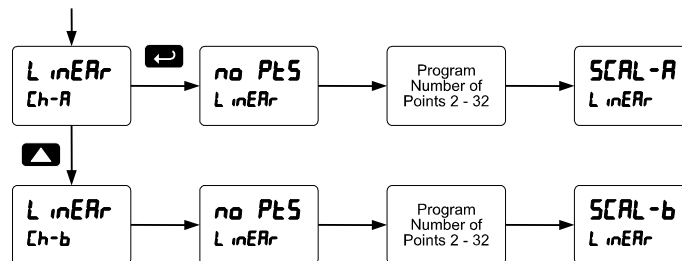 LinEAr
Ch-A
no PtS
LinEAr
Program
Number of
Points 2 - 32
SCAL-A
LinEAr
LinEAr
Ch-b
no PtS
LinEAr
Program
Number of
Points 2 - 32
SCAL-b
LinEAr